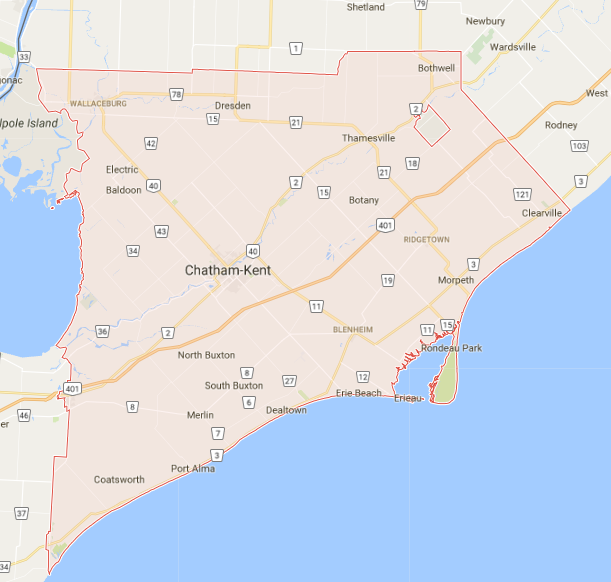 Shetland
79
Newbury
33
1
Wardsville
gonac
Bothwell
West
78
WALLACEBURG
Dresden
2
15
21
lpole Island
Rodney
Thamesville
42
103
18
21
Electric
40
2
3
Baldoon
15
121
Botany
Clearville
401
43
RIDGETOWN
34
40
3
Chatham-Kent
19
Morpeth
11
15
36
2
BLENHEIM
11
Rondeau Park
North Buxton
8
12
401
South Buxton
27
Erie Beach
Erieau
6
8
46
Merlin
Dealtown
er
7
3
Port Alma
Coatsworth
37
34